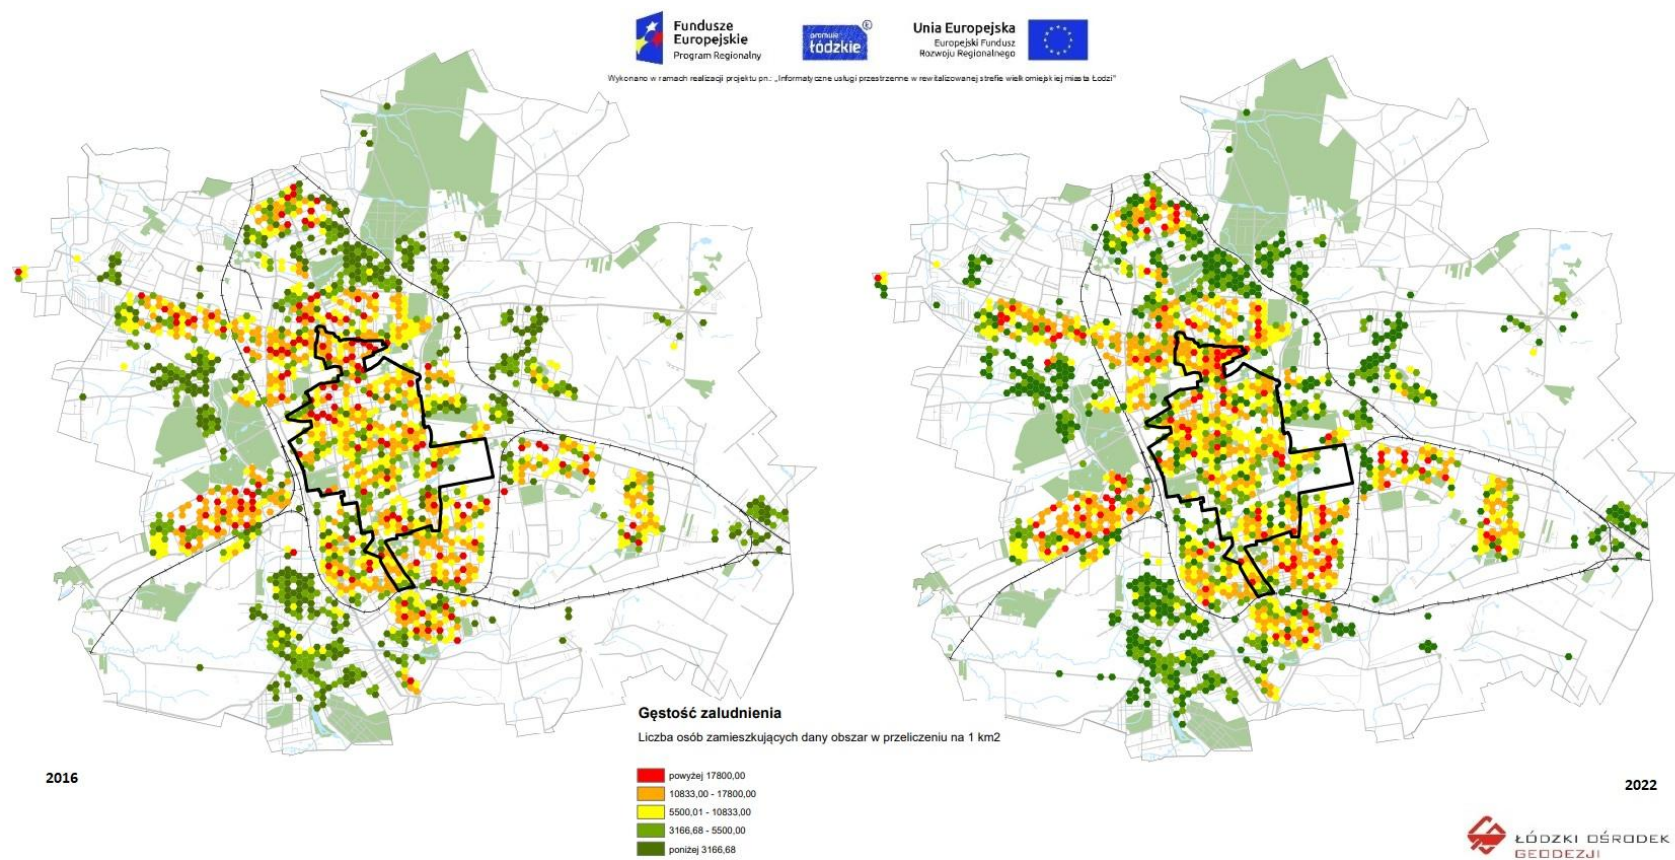 Fundusze
Europejskie
Program Regionalny
promuje
łódzkie
Unia Europejska
Europejski Fundusz
Rozwoju Regionalnego
Wykonano w ramach realizacji projektu pn.: „Informatyczne usługi przestrzenne w rewitalizowanej strefie wielkomiejskiej miasta Łodzi"
Gęstość zaludnienia
Liczba osób zamieszkujących dany obszar w przeliczeniu na 1 km2
powyżej 17800,00
10833,00 - 17800,00
5500,01 - 10833,00
3166,68 - 5500,00
poniżej 3166,68
2016
2022
ŁÓDZKI OŚRODEK
GEODEZJI